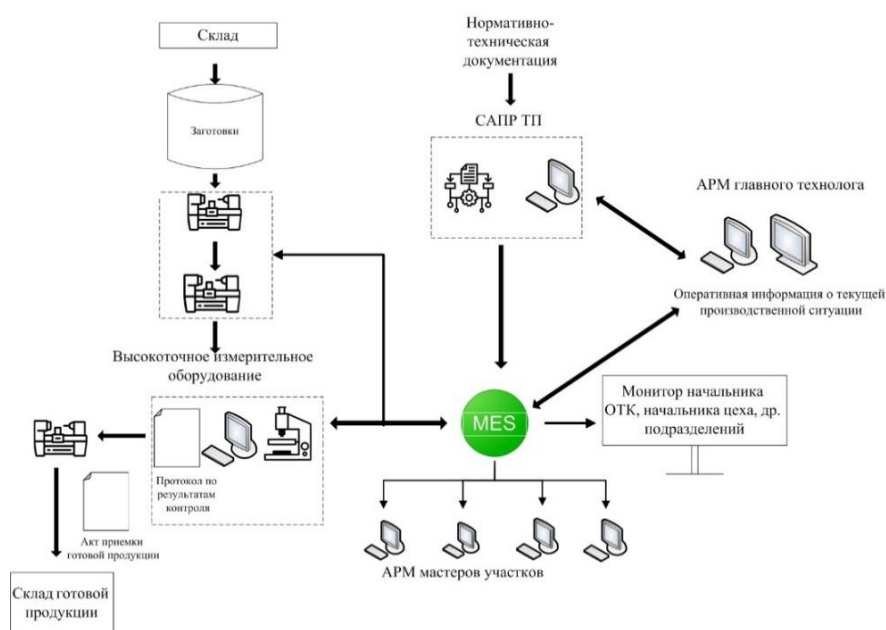 Склад
Заготовки
Высокоточное измерительное
оборудование
Протокол по
результатам
контроля
Акт приемки
готовой продукции
Склад готовой
продукции
Нормативно-
техническая
документация
САПР ТП
АРМ главного технолога
Оперативная информация о текущей
производственной ситуации
MES
Монитор начальника
ОТК, начальника цеха, др.
подразделений
АРМ мастеров участков